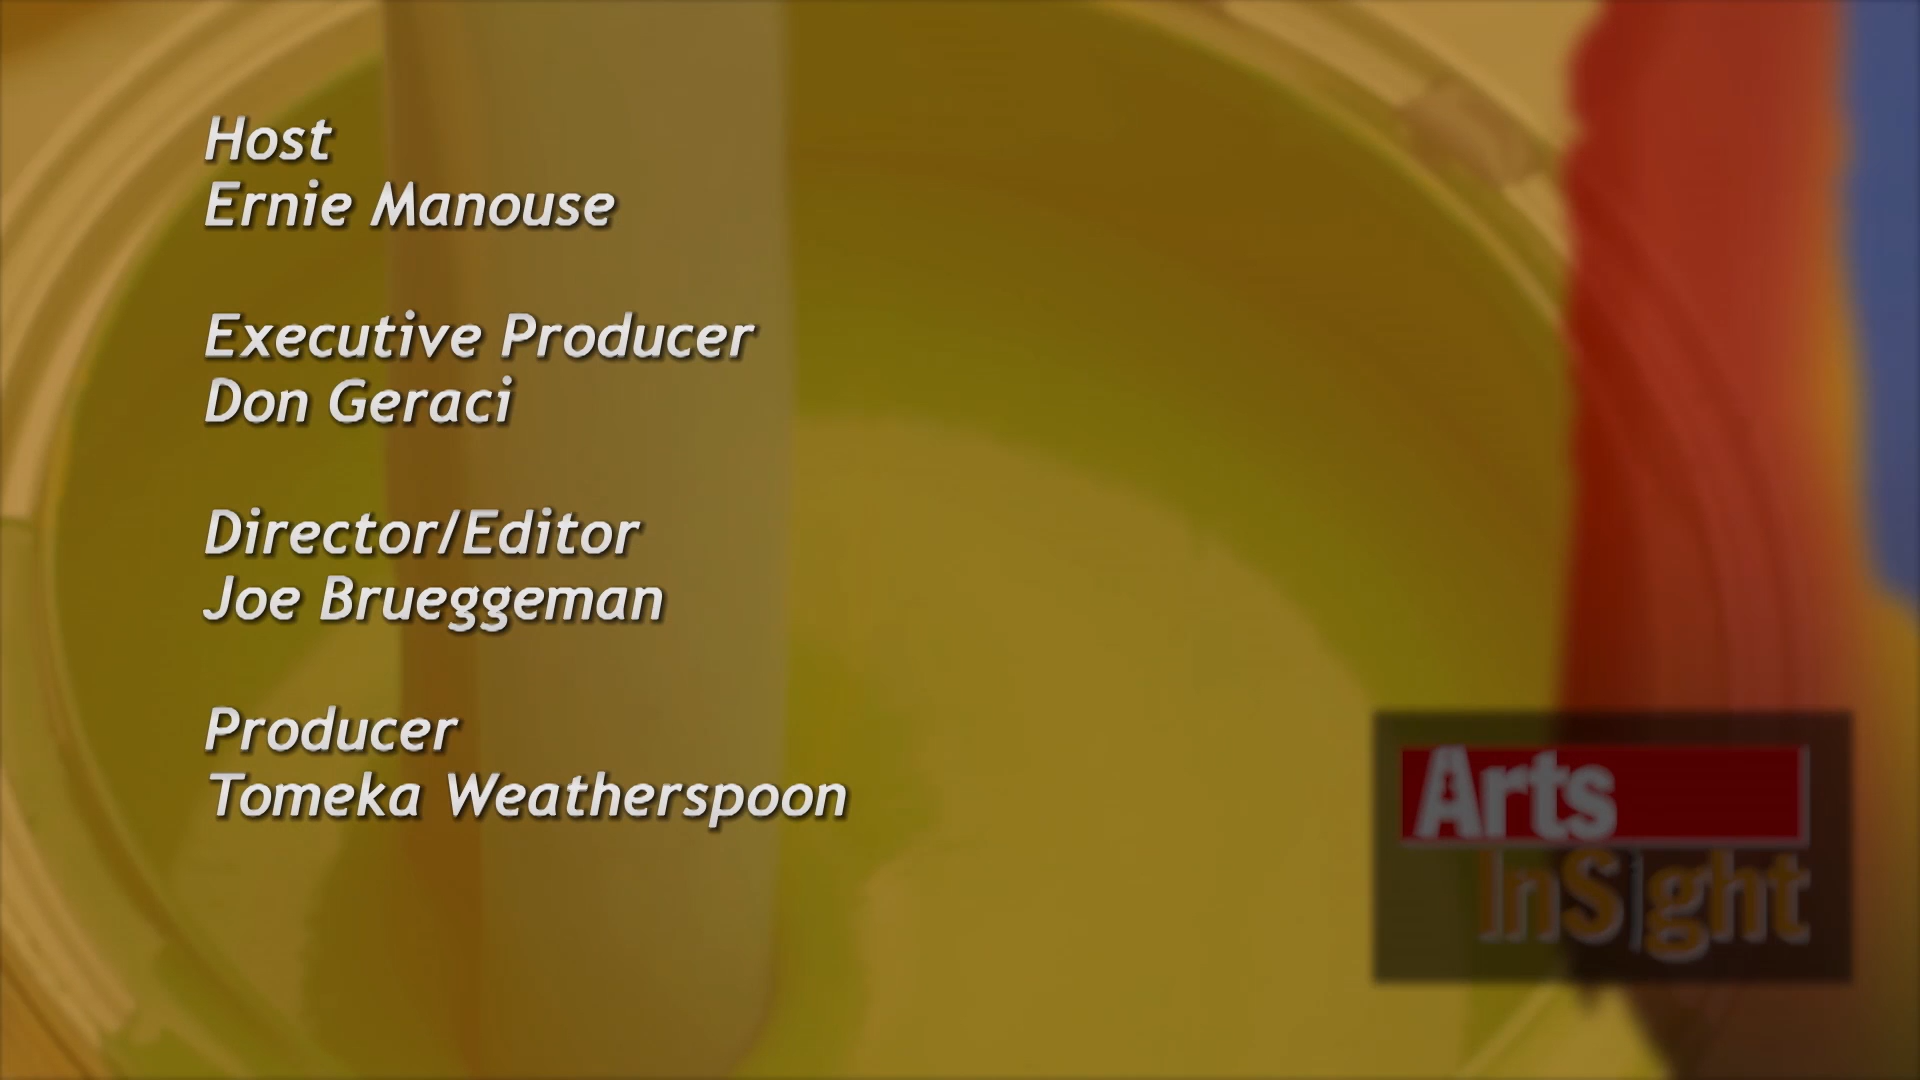 Host
Ernie Manouse
Executive Producer
Don Geraci
Director/Editor
Joe Brueggeman
Producer
Tomeka Weatherspoon
Arts
InSight